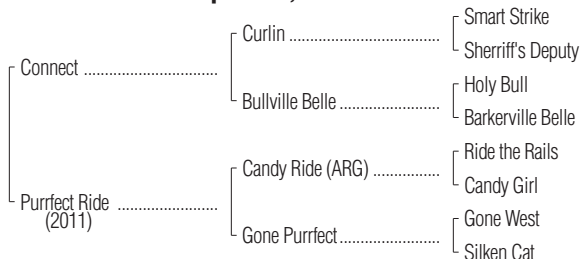 Smart Strike
Curlin
Sherriff's Deputy
Connect
Holy Bull
Bullville Belle
Barkerville Belle
Ride the Rails
Candy Ride (ARG)
Candy Girl
Purrfect Ride
(2011)
Gone West
Gone Purrfect
Silken Cat